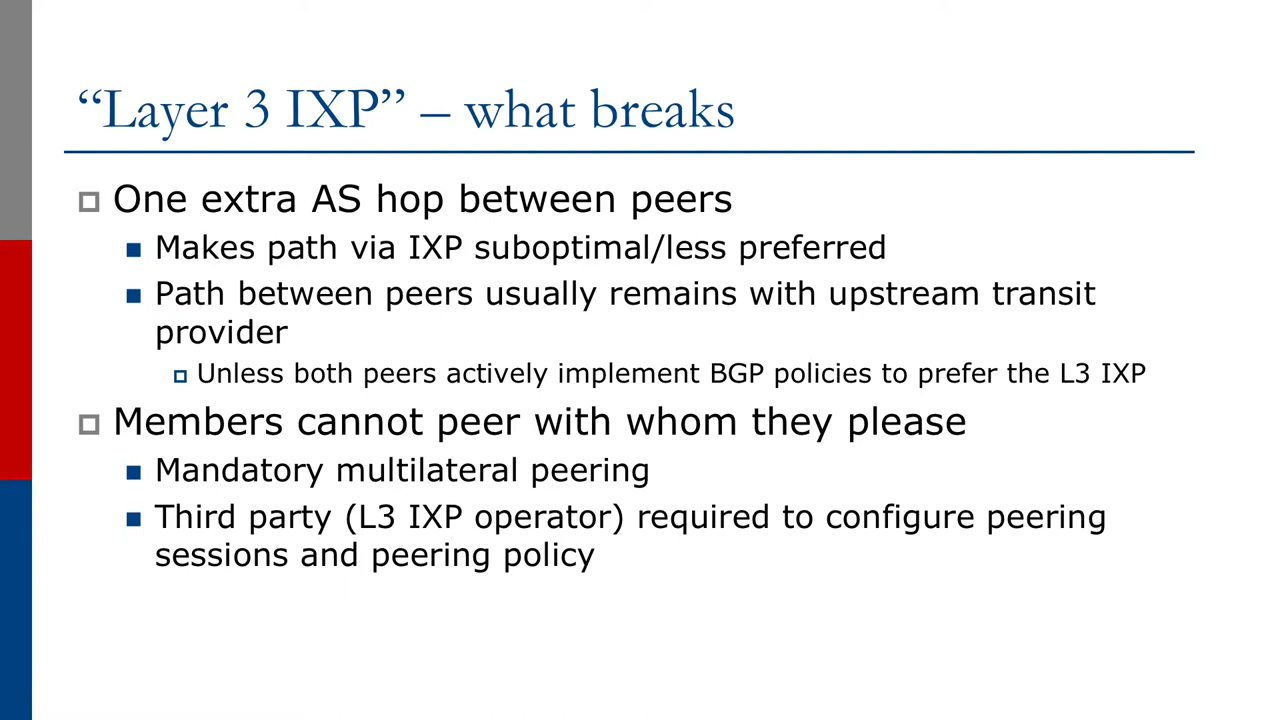 “Layer 3 IXP” – what breaks
One extra AS hop between peers
Makes path via IXP suboptimal/less preferred
Path between peers usually remains with upstream transit
provider
Unless both peers actively implement BGP policies to prefer the L3 IXP
Members cannot peer with whom they please
Mandatory multilateral peering
Third party (L3 IXP operator) required to configure peering
sessions and peering policy